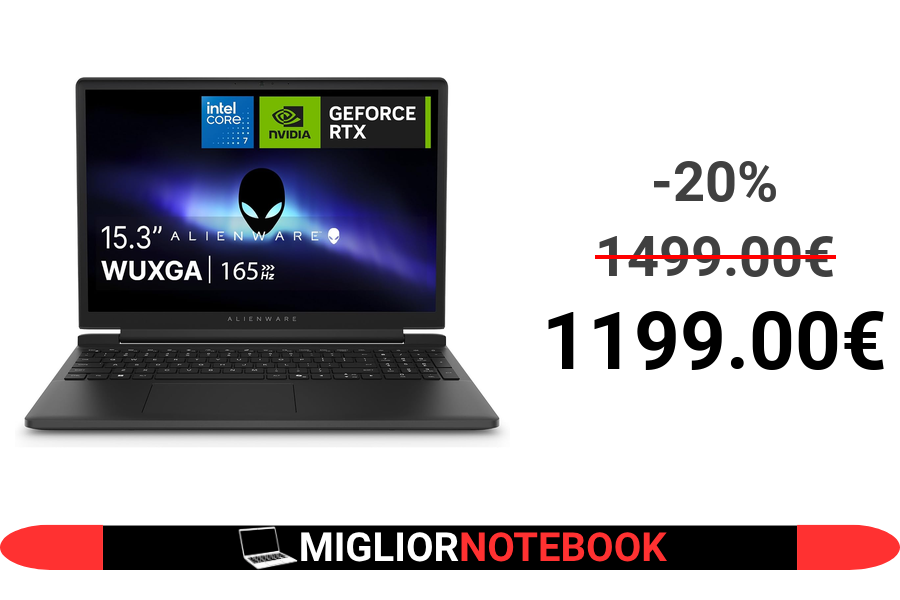 intel
CORE
7
NVIDIA
GEFORCE
RTX
15.3”
ALIENWARE
WUXGA | 165 Hz
ALIENWARE
-20%
1499.00€
1199.00€
MIGLIORNOTEBOOK